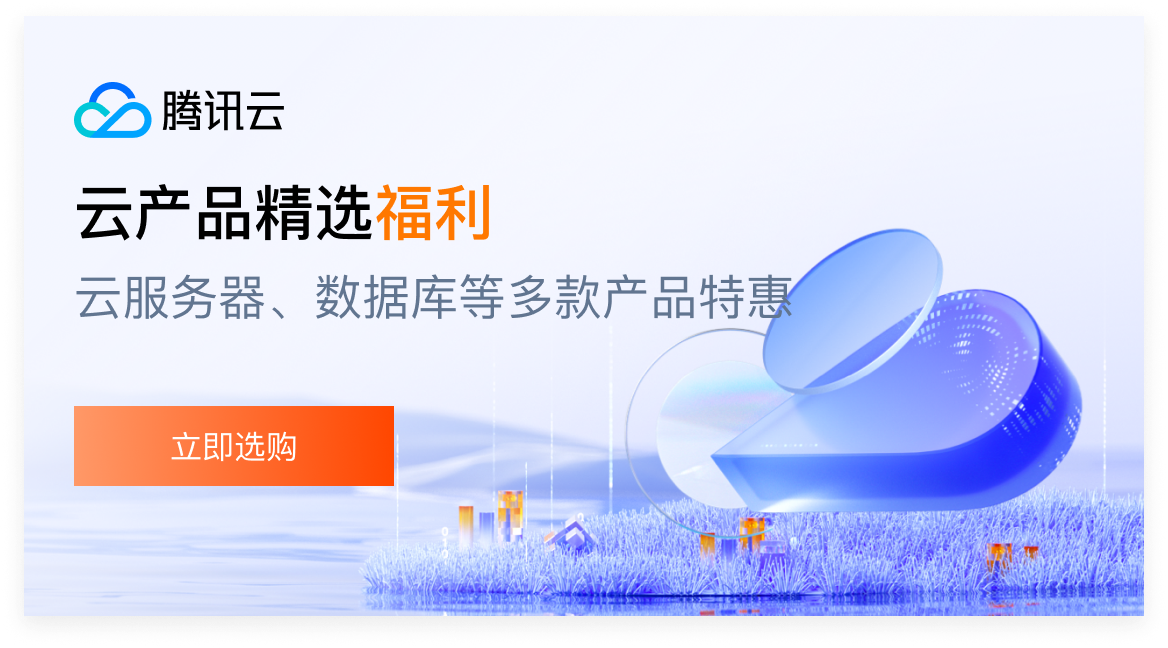 腾讯云
云产品精选福利
云服务器、数据库等多款产品特惠
立即选购